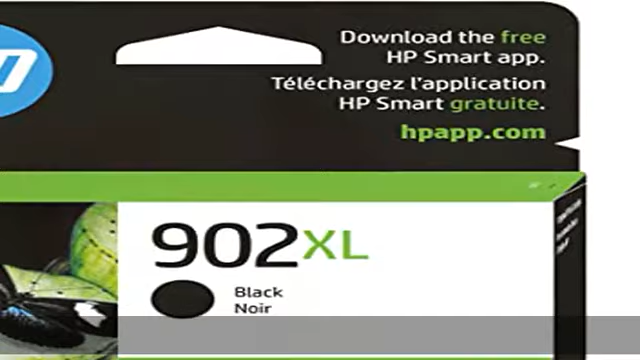 Download the free
HP Smart app.
Téléchargez l'application
HP Smart gratuite.
hpapp.com
902XL
Black
Noir